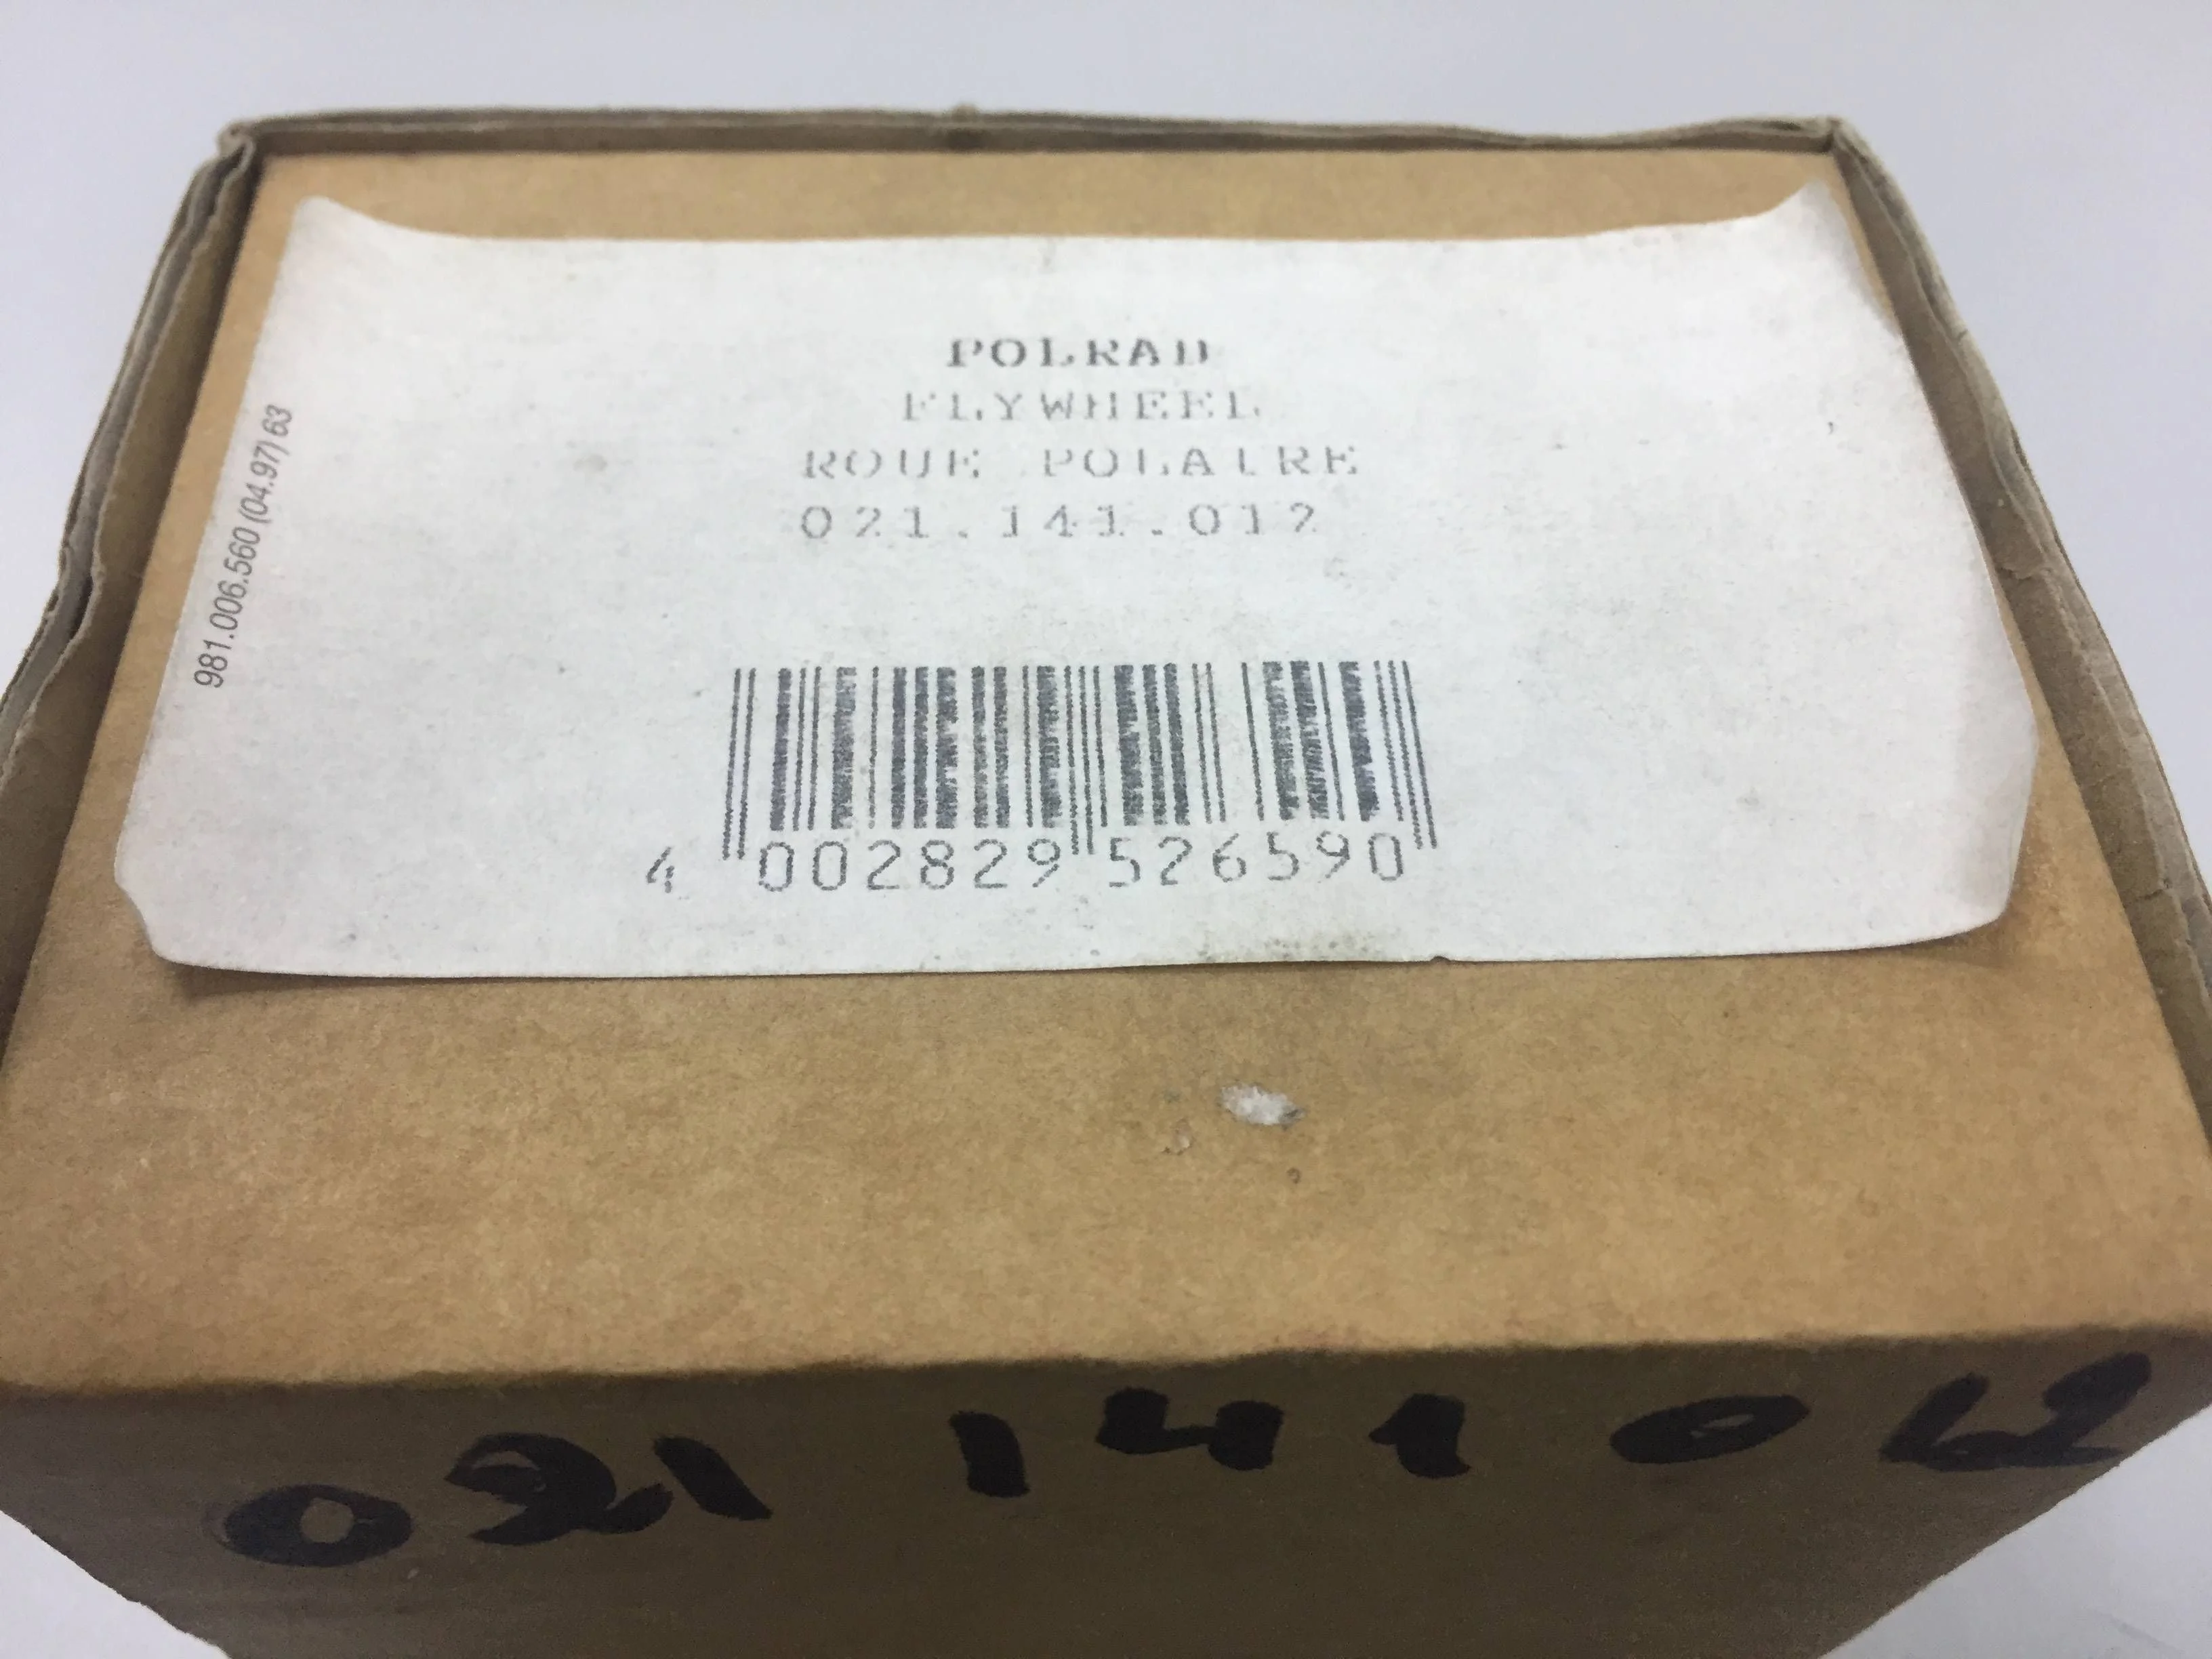 POLRAD
FLYWHEEL
ROUE POLAIRE
021.141.012
981.006.560 (04.97) 63
4 002829 526590
021 141 012